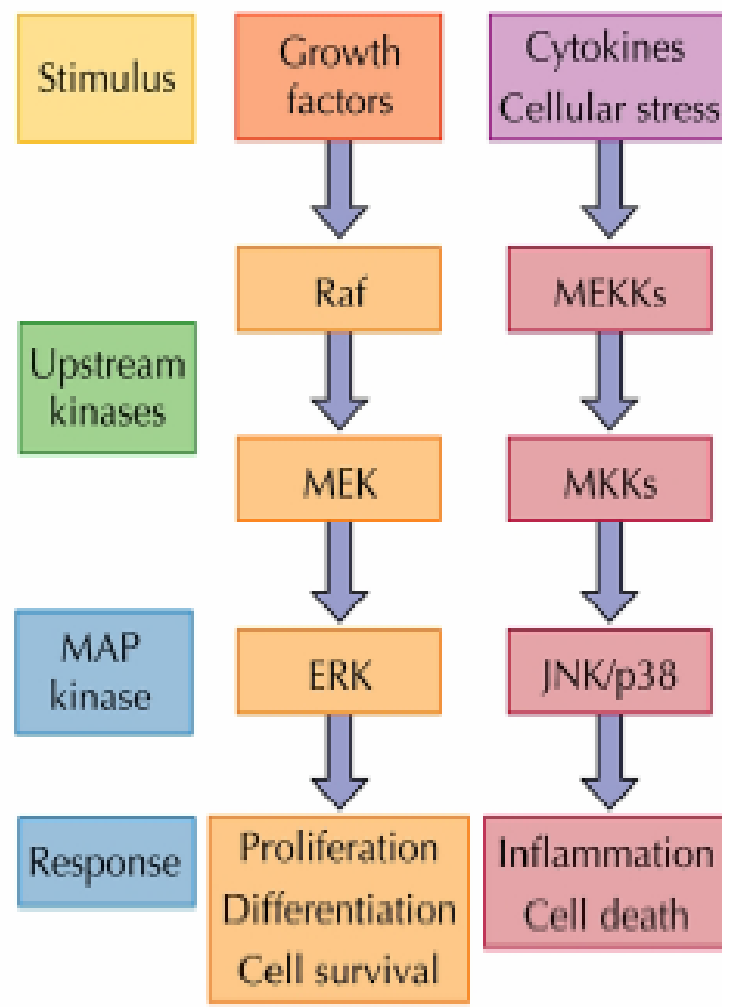 Stimulus
Growth
factors
Cytokines
Cellular stress
Raf
MEKKs
Upstream
kinases
MEK
MKKs
MAP
kinase
ERK
JNK/p38
Response
Proliferation
Differentiation
Cell survival
Inflammation
Cell death